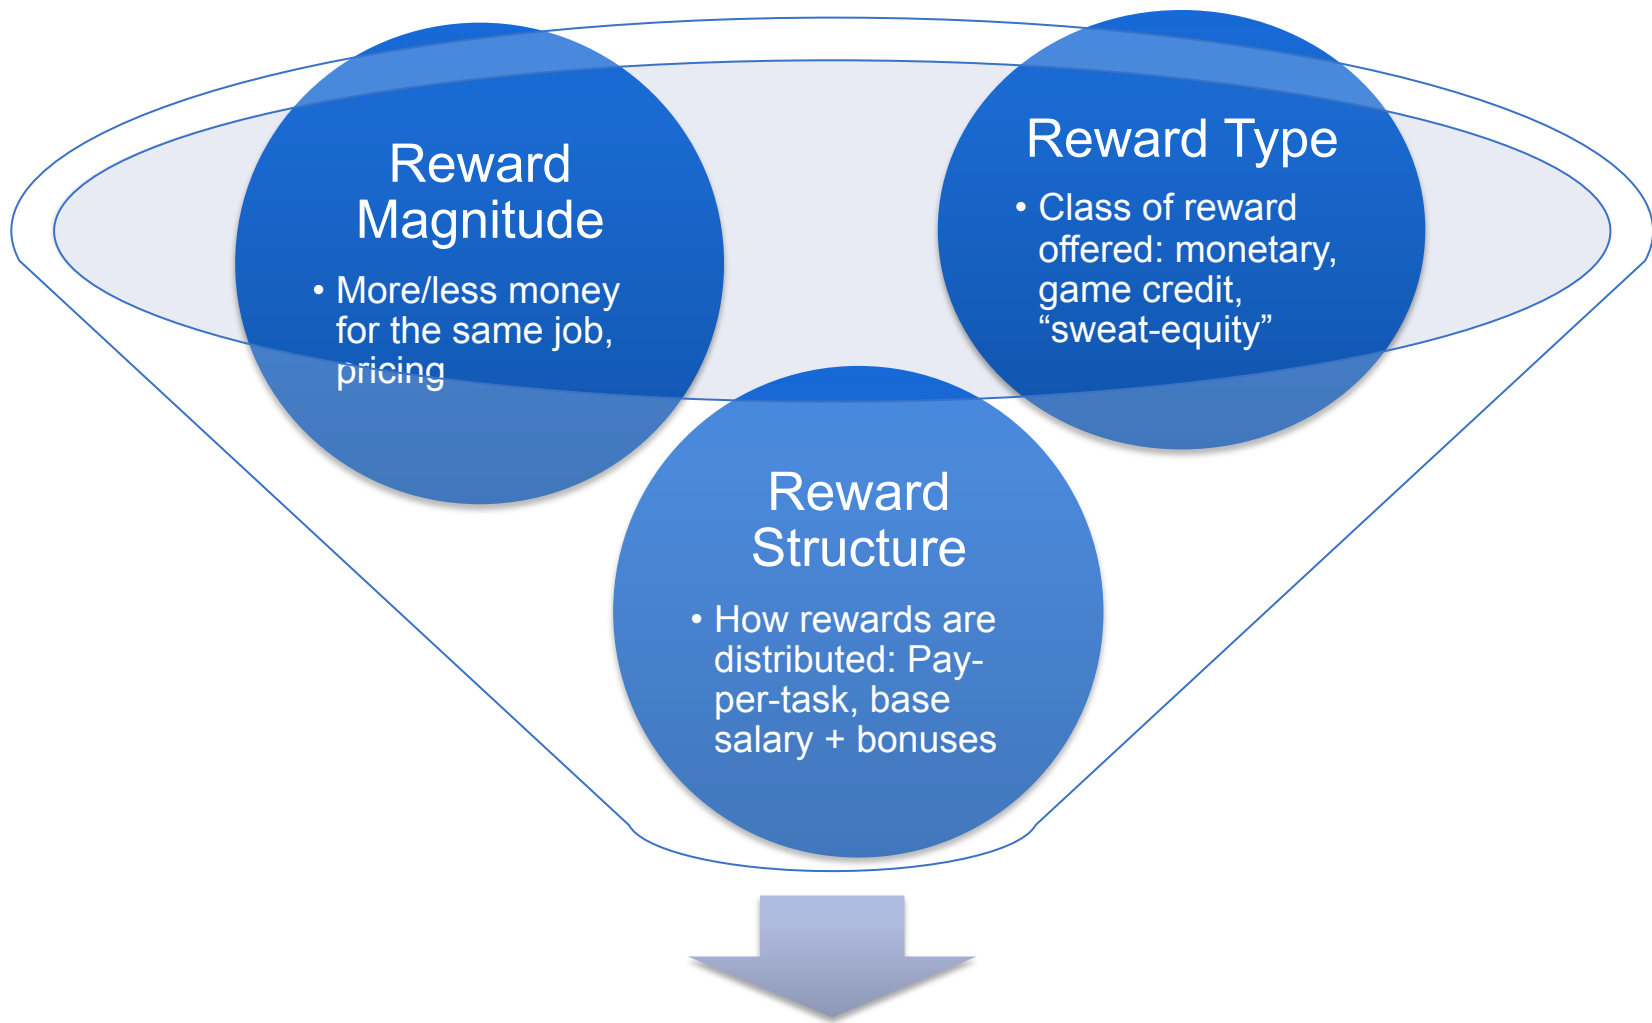 Reward
Magnitude
• More/less money
for the same job,
pricing
Reward Type
• Class of reward
offered: monetary,
game credit,
“sweat-equity”
Reward
Structure
• How rewards are
distributed: Pay-
per-task, base
salary + bonuses